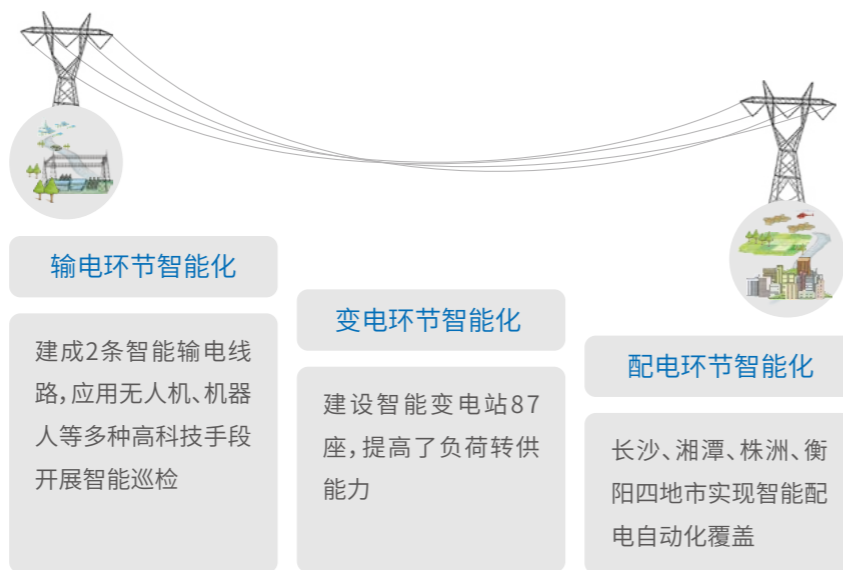 输电环节智能化
建成2条智能输电线
路，应用无人机、机器
人等多种高科技手段
开展智能巡检
变电环节智能化
建设智能变电站87
座，提高了负荷转供
能力
配电环节智能化
长沙、湘潭、株洲、衡
阳四地市实现智能配
电自动化覆盖